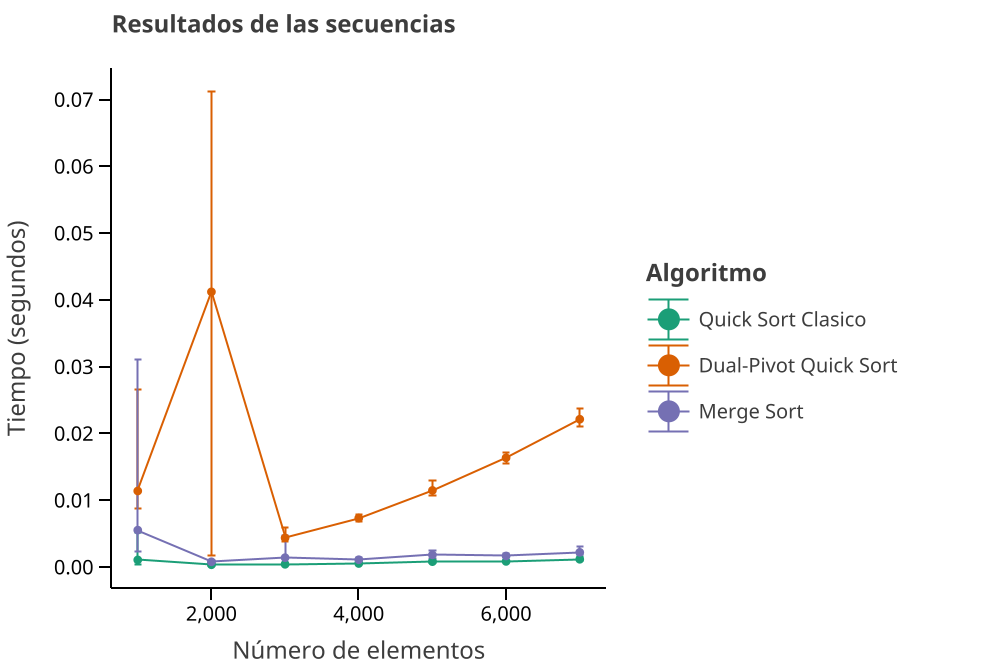 Resultados de las secuencias
0.07
0.06
0.05
0.04
0.03
0.02
0.01
0.00
Tiempo (segundos)
2,000
4,000
6,000
Número de elementos
Algoritmo
Quick Sort Clasico
Dual-Pivot Quick Sort
Merge Sort